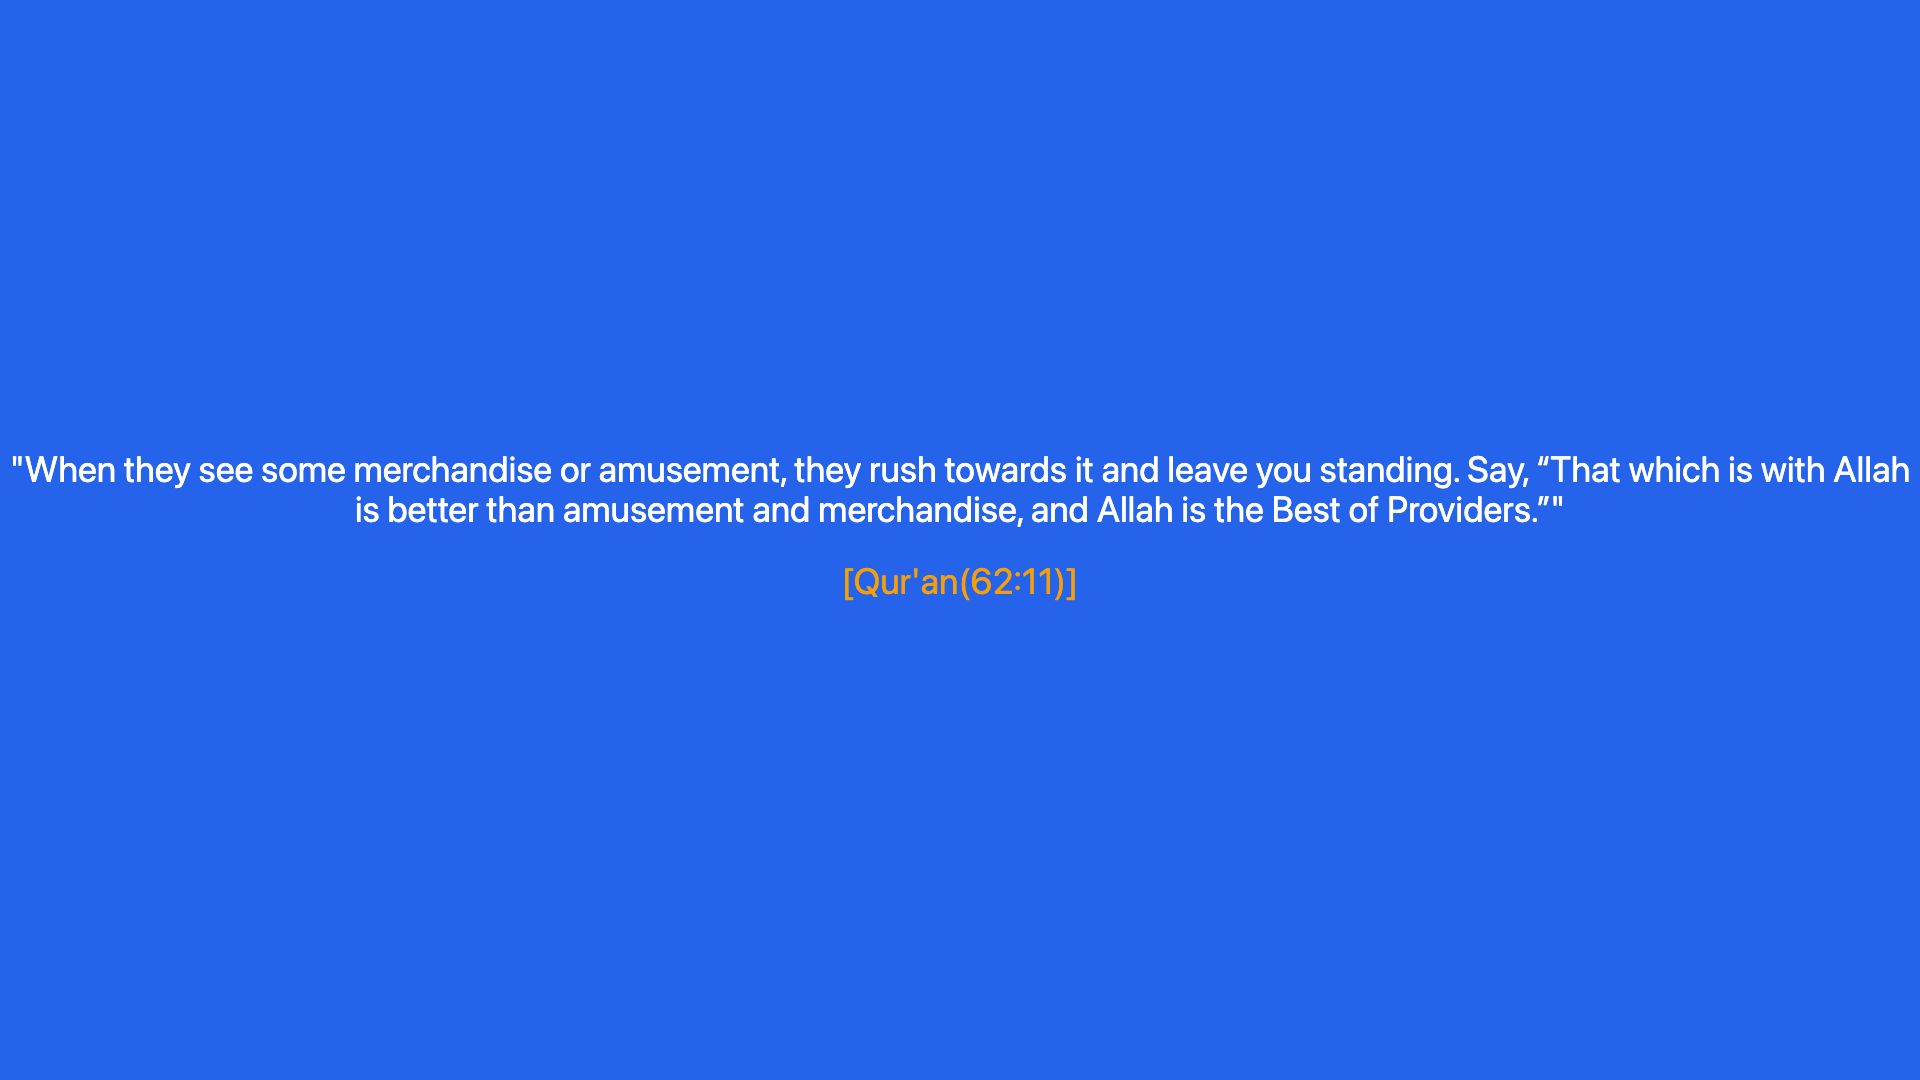 "When they see some merchandise or amusement, they rush towards it and leave you standing. Say, “That which is with Allah
is better than amusement and merchandise, and Allah is the Best of Providers.”"
[Qur'an(62:11)]